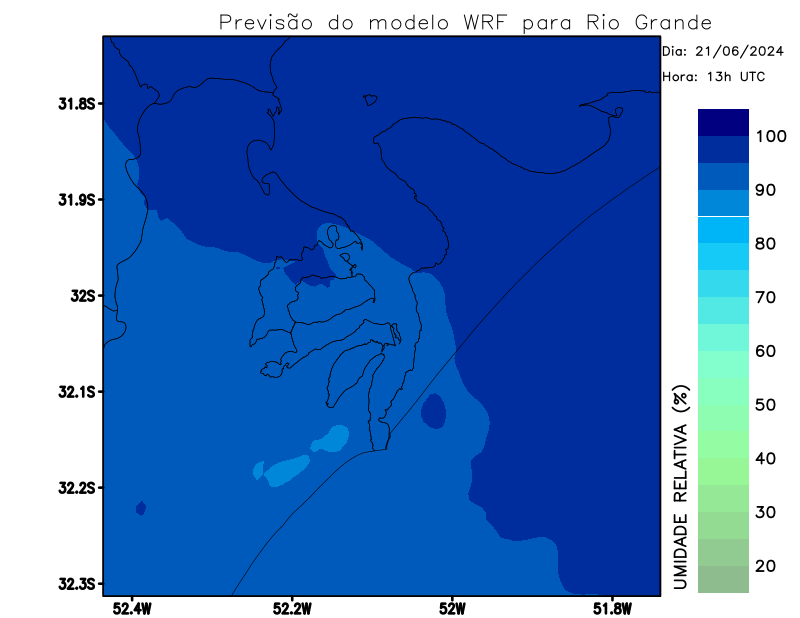 Previsão do modelo WRF para Rio Grande
Dia: 21/06/2024
Hora: 13h UTC
31.8S
31.9S
32S
32.1S
32.2S
32.3S
52.4W
52.2W
52W
51.8W
UMIDADE RELATIVA (%)
100
90
80
70
60
50
40
30
20